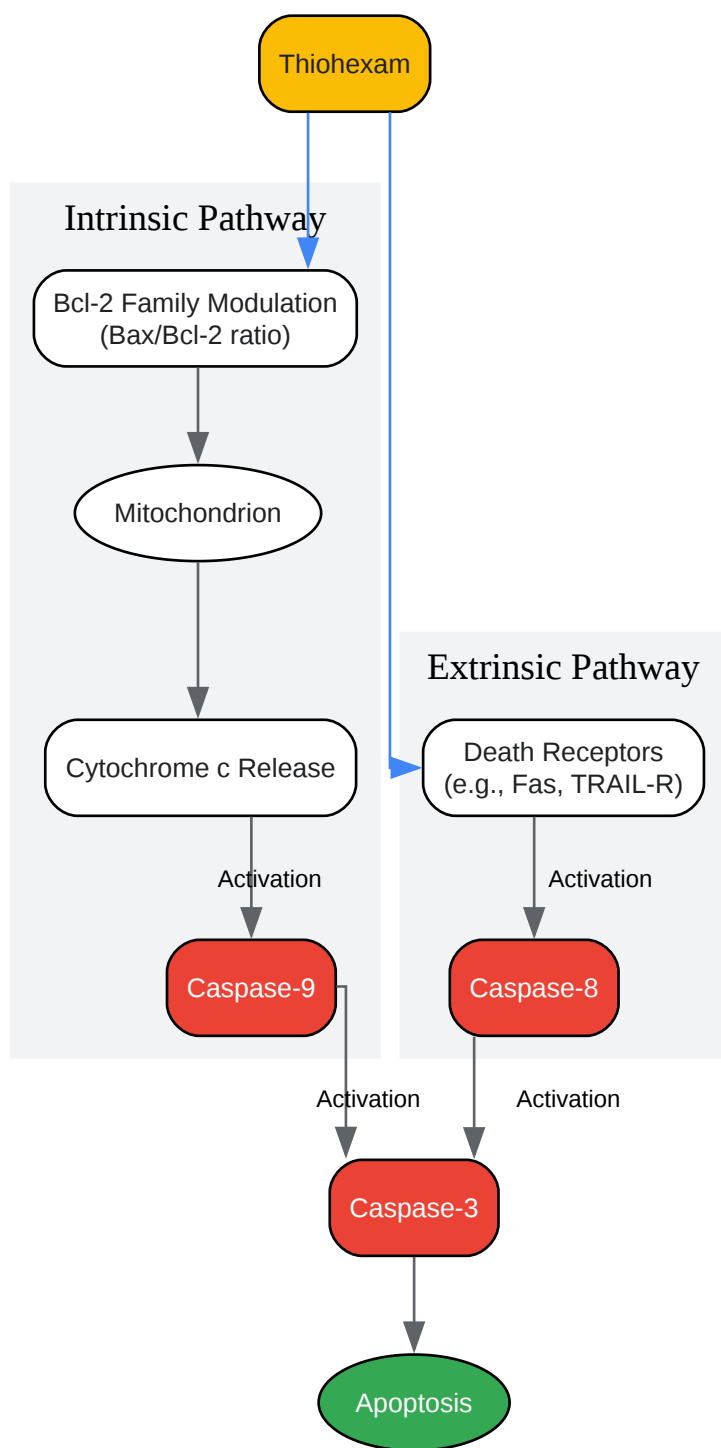 Thiohexam
Intrinsic Pathway
Bcl-2 Family Modulation
(Bax/Bcl-2 ratio)
Mitochondrion
Cytochrome c Release
Activation
Caspase-9
Extrinsic Pathway
Death Receptors
(e.g., Fas, TRAIL-R)
Activation
Caspase-8
Activation
Activation
Caspase-3
Apoptosis